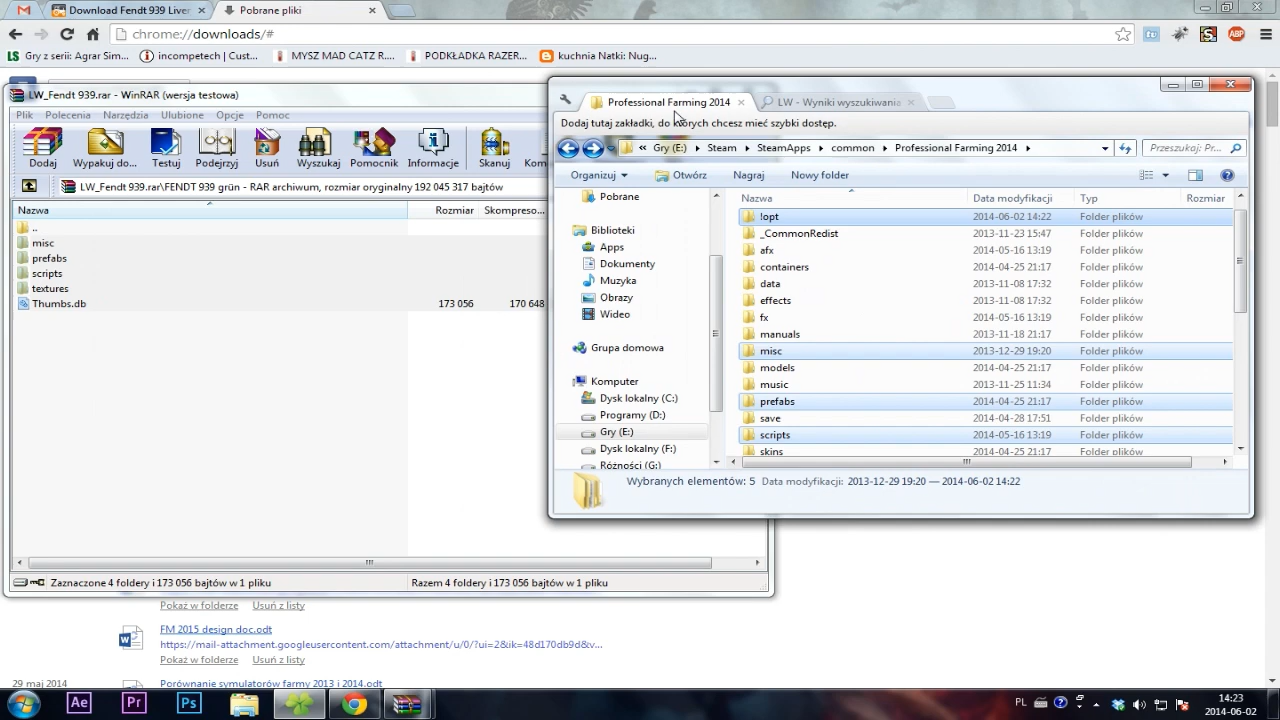 Download Fendt 939 Liver
Pobrane pliki
chrome://downloads/#
Gry z serii: Agrar Sim...
incompetech | Cust...
MYSZ MAD CATZ R....
PODKŁADKA RAZER...
kuchnia Natki: Nug...
ABP
LW_Fendt 939.rar - WinRAR (wersja testowa)
Plik Polecenia Narzędzia Ulubione Opcje Pomoc
Dodaj Wypakuj do... Testuj Podejrzyj Usuń Wyszukaj Pomocnik Informacje Skanuj
LW_Fendt 939.rar\FENDT 939 grün - RAR archiwum, rozmiar oryginalny 192 045 317 bajtów
Nazwa Rozmiar Skompreso...
..
misc
prefabs
scripts
textures
Thumbs.db 173 056 170 648
Zaznaczone 4 foldery i 173 056 bajtów w 1 pliku Razem 4 foldery i 173 056 bajtów w 1 pliku
Professional Farming 2014
LW - Wyniki wyszukiwania
Dodaj tutaj zakładki, do których chcesz mieć szybki dostęp.
« Gry (E:) Steam SteamApps common Professional Farming 2014
Przeszukaj: Pr...
Organizuj Otwórz Nagraj Nowy folder
Pobrane
Biblioteki
Apps
Dokumenty
Muzyka
Obrazy
Wideo
Grupa domowa
Komputer
Dysk lokalny (C:)
Programy (D:)
Gry (E:)
Dysk lokalny (F:)
Różności (G:)
Nazwa Data modyfikacji Typ Rozmiar
!opt 2014-06-02 14:22 Folder plików
_CommonRedist 2013-11-23 15:47 Folder plików
afx 2014-05-16 13:19 Folder plików
containers 2014-04-25 21:17 Folder plików
data 2013-11-08 17:32 Folder plików
effects 2013-11-08 17:32 Folder plików
fx 2014-05-16 13:19 Folder plików
manuals 2013-11-18 21:17 Folder plików
misc 2013-12-29 19:20 Folder plików
models 2014-04-25 21:17 Folder plików
music 2013-11-25 11:34 Folder plików
prefabs 2014-04-25 21:17 Folder plików
save 2014-04-28 17:51 Folder plików
scripts 2014-05-16 13:19 Folder plików
skins 2014-04-25 21:17 Folder plików
Wybranych elementów: 5 Data modyfikacji: 2013-12-29 19:20 — 2014-06-02 14:22
Pokaż w folderze Usuń z listy
FM 2015 design doc.odt
https://mail-attachment.googleusercontent.com/attachment/u/0/?ui=2&ik=48d170db9d&v...
Pokaż w folderze Usuń z listy
29 maj 2014 Porównanie symulatorów farmy 2013 i 2014.odt
Ae Pr Ps
PL
14:23
2014-06-02